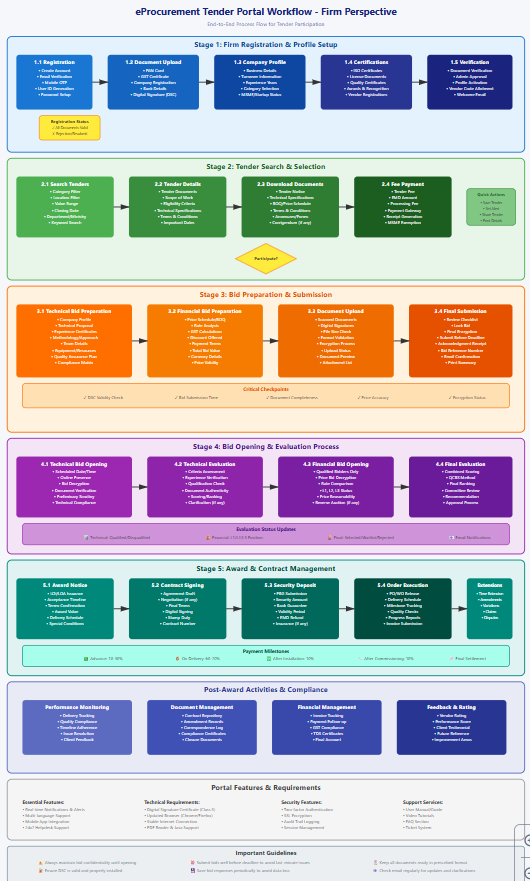 eProcurement Tender Portal Workflow - Firm Perspective
End-to-End Process Flow for Tender Participation
Stage 1: Firm Registration & Profile Setup
1.1 Registration
• Create Account
• Email Verification
• Mobile OTP
• User ID Generation
• Password Setup
1.2 Document Upload
• PAN Card
• GST Certificate
• Company Registration
• Bank Details
• Digital Signature (DSC)
1.3 Company Profile
• Business Details
• Turnover Information
• Experience Years
• Category Selection
• MSME/Startup Status
1.4 Certifications
• ISO Certificates
• License Documents
• Quality Certificates
• Awards & Recognition
• Vendor Registrations
1.5 Verification
• Document Verification
• Admin Approval
• Profile Activation
• Vendor Code Allotment
• Welcome Email
Registration Status
✓ All Documents Valid
✗ Rejection/Resubmit
Stage 2: Tender Search & Selection
2.1 Search Tenders
• Category Filter
• Location Filter
• Value Range
• Closing Date
• Department/Ministry
• Keyword Search
2.2 Tender Details
• Tender Documents
• Scope of Work
• Eligibility Criteria
• Technical Specifications
• Terms & Conditions
• Important Dates
2.3 Download Documents
• Tender Notice
• Technical Specifications
• BOQ/Price Schedule
• Terms & Conditions
• Annexures/Forms
• Corrigendum (if any)
2.4 Fee Payment
• Tender Fee
• EMD Amount
• Processing Fee
• Payment Gateway
• Receipt Generation
• MSME Exemption
Quick Actions
• Save Tender
• Set Alert
• Share Tender
• Print Details
Participate?
Stage 3: Bid Preparation & Submission
3.1 Technical Bid Preparation
• Company Profile
• Technical Proposal
• Experience Certificates
• Methodology/Approach
• Team Details
• Equipment/Resources
• Quality Assurance Plan
• Compliance Matrix
3.2 Financial Bid Preparation
• Price Schedule/BOQ
• Rate Analysis
• GST Calculations
• Discount Offered
• Payment Terms
• Total Bid Value
• Currency Details
• Price Validity
3.3 Document Upload
• Scanned Documents
• Digital Signatures
• File Size Check
• Format Validation
• Encryption Process
• Upload Status
• Document Preview
• Attachment List
3.4 Final Submission
• Review Checklist
• Lock Bid
• Final Encryption
• Submit Before Deadline
• Acknowledgment Receipt
• Bid Reference Number
• Email Confirmation
• Print Summary
Critical Checkpoints
✓ DSC Validity Check
✓ Bid Submission Time
✓ Document Completeness
✓ Price Accuracy
✓ Encryption Status
Stage 4: Bid Opening & Evaluation Process
4.1 Technical Bid Opening
• Scheduled Date/Time
• Online Presence
• Bid Decryption
• Document Verification
• Preliminary Scrutiny
• Technical Compliance
4.2 Technical Evaluation
• Criteria Assessment
• Experience Verification
• Qualification Check
• Document Authenticity
• Scoring/Ranking
• Clarification (if any)
4.3 Financial Bid Opening
• Qualified Bidders Only
• Price Bid Decryption
• Rate Comparison
• L1, L2, L3 Status
• Price Reasonability
• Reverse Auction (if any)
4.4 Final Evaluation
• Combined Scoring
• QCBS Method
• Final Ranking
• Committee Review
• Recommendation
• Approval Process
Evaluation Status Updates
Technical: Qualified/Disqualified
Financial: L1/L2/L3 Position
Final: Selected/Waitlist/Rejected
Email Notifications
Stage 5: Award & Contract Management
5.1 Award Notice
• LOI/LOA Issuance
• Acceptance Timeline
• Terms Confirmation
• Award Value
• Delivery Schedule
• Special Conditions
5.2 Contract Signing
• Agreement Draft
• Negotiation (if any)
• Final Terms
• Digital Signing
• Stamp Duty
• Contract Number
5.3 Security Deposit
• PBG Submission
• Security Amount
• Bank Guarantee
• Validity Period
• EMD Refund
• Insurance (if any)
5.4 Order Execution
• PO/WO Release
• Delivery Schedule
• Milestone Tracking
• Quality Checks
• Progress Reports
• Invoice Submission
Extensions
• Time Extension
• Amendments
• Variations
• Claims
• Disputes
Payment Milestones
Advance: 10-30%
On Delivery: 60-70%
After Installation: 10%
After Commissioning: 10%
Final Settlement
Post-Award Activities & Compliance
Performance Monitoring
• Delivery Tracking
• Quality Compliance
• Timeline Adherence
• Issue Resolution
• Client Feedback
Document Management
• Contract Repository
• Amendment Records
• Correspondence Log
• Compliance Certificates
• Closure Documents
Financial Management
• Invoice Tracking
• Payment Follow-up
• GST Compliance
• TDS Certificates
• Final Account
Feedback & Rating
• Vendor Rating
• Performance Score
• Client Testimonial
• Future Reference
• Improvement Areas
Portal Features & Requirements
Essential Features:
• Real-time Notifications & Alerts
• Multi-language Support
• Mobile App Integration
• 24x7 Helpdesk Support
Technical Requirements:
• Digital Signature Certificate (Class 3)
• Updated Browser (Chrome/Firefox)
• Stable Internet Connection
• PDF Reader & Java Support
Security Features:
• Two-factor Authentication
• SSL Encryption
• Audit Trail Logging
• Session Management
Support Services:
• User Manual/Guide
• Video Tutorials
• FAQ Section
• Ticket System
Important Guidelines
Always maintain bid confidentiality until opening
Submit bids well before deadline to avoid last-minute issues
Keep all documents ready in prescribed format
Ensure DSC is valid and properly installed
Save bid responses periodically to avoid data loss
Check email regularly for updates and clarifications